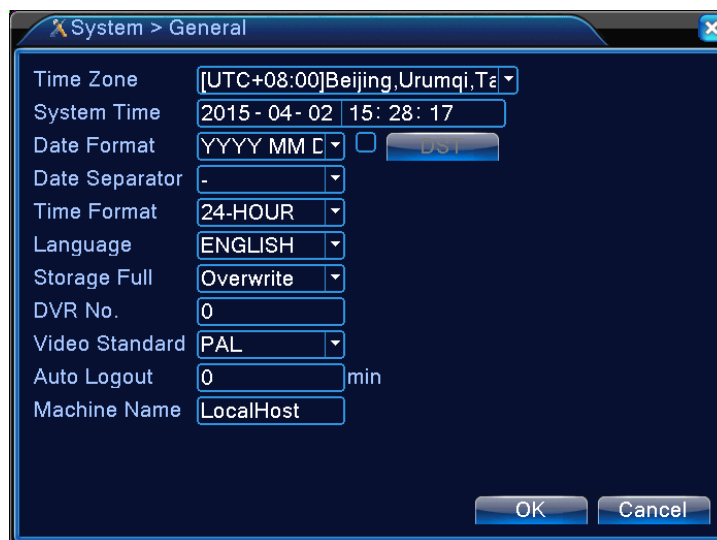 System > General
Time Zone [UTC+08:00]Beijing,Urumqi,Ta
System Time 2015-04-02 15:28:17
Date Format YYYY MM D DST
Date Separator -
Time Format 24-HOUR
Language ENGLISH
Storage Full Overwrite
DVR No. 0
Video Standard PAL
Auto Logout 0 min
Machine Name LocalHost
OK Cancel